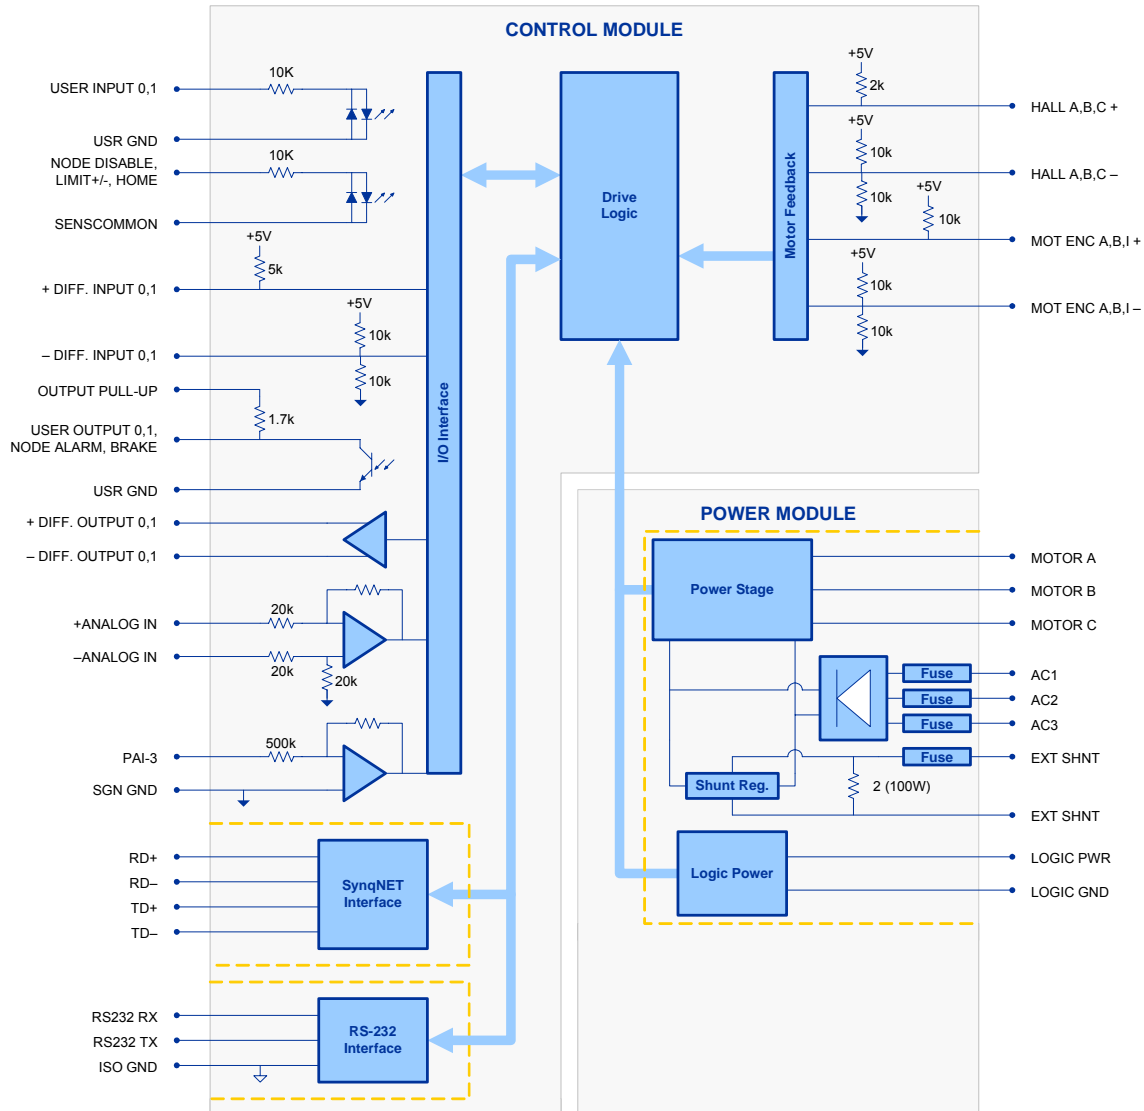 CONTROL MODULE
USER INPUT 0,1
10K
USR GND
NODE DISABLE,
LIMIT+/-, HOME
10K
SENSCOMMON
+5V
5k
+ DIFF. INPUT 0,1
+5V
10k
– DIFF. INPUT 0,1
10k
OUTPUT PULL-UP
1.7k
USER OUTPUT 0,1,
NODE ALARM, BRAKE
USR GND
+ DIFF. OUTPUT 0,1
– DIFF. OUTPUT 0,1
+ANALOG IN
20k
–ANALOG IN
20k
20k
PAI-3
500k
SGN GND
I/O Interface
Drive
Logic
Motor Feedback
+5V
2k
HALL A,B,C +
+5V
10k
HALL A,B,C –
10k
+5V
10k
MOT ENC A,B,I +
+5V
10k
MOT ENC A,B,I –
10k
RD+
RD–
TD+
TD–
SynqNET
Interface
RS232 RX
RS232 TX
ISO GND
RS-232
Interface
POWER MODULE
Power Stage
MOTOR A
MOTOR B
MOTOR C
Fuse
AC1
Fuse
AC2
Fuse
AC3
Fuse
EXT SHNT
Shunt Reg.
2 (100W)
EXT SHNT
Logic Power
LOGIC PWR
LOGIC GND